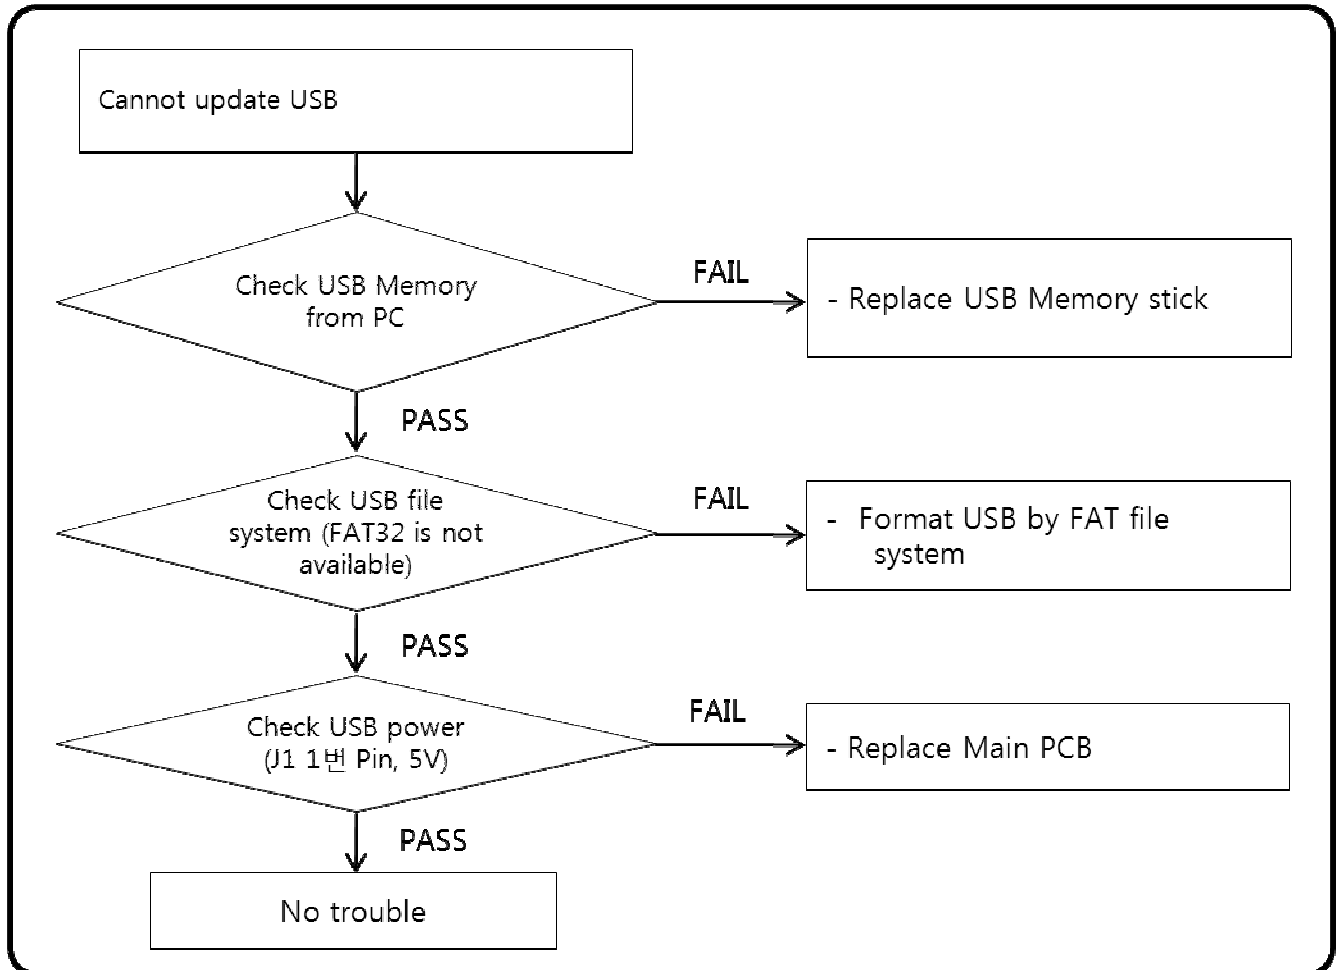 Cannot update USB
Check USB Memory
from PC
FAIL
- Replace USB Memory stick
PASS
Check USB file
system (FAT32 is not
available)
FAIL
- Format USB by FAT file
system
PASS
Check USB power
(J1 1번 Pin, 5V)
FAIL
- Replace Main PCB
PASS
No trouble